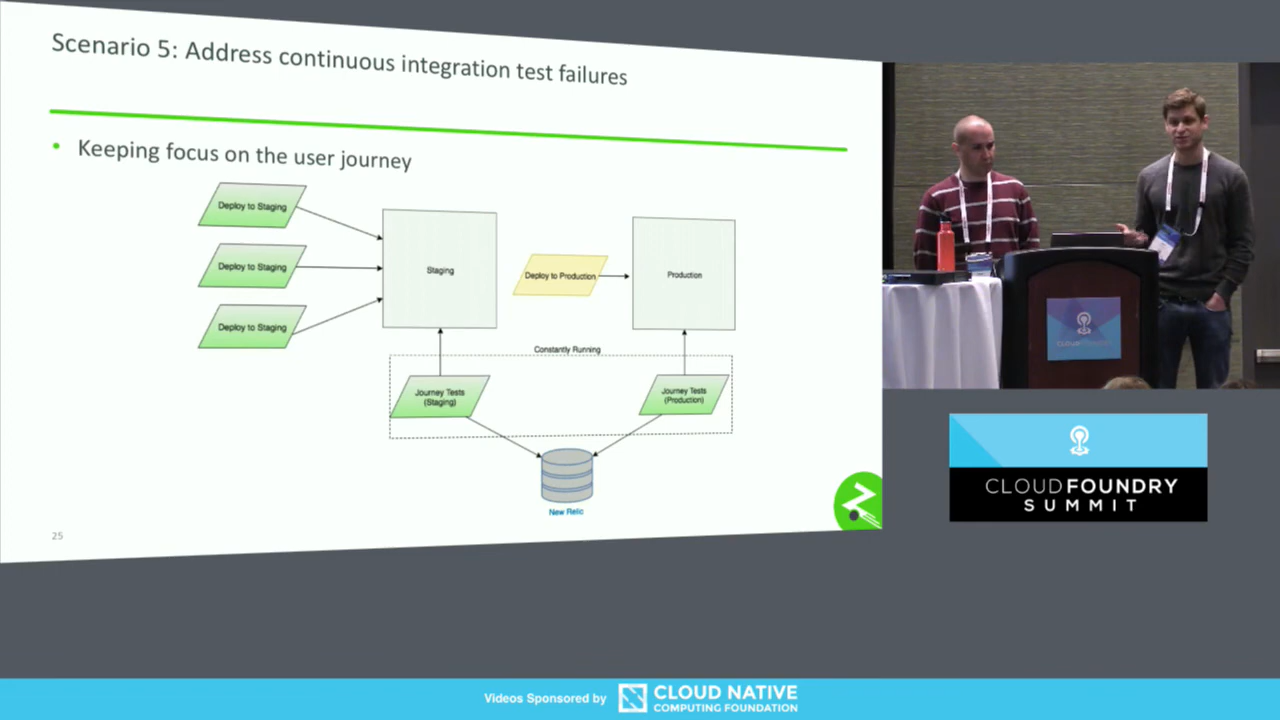 Scenario 5: Address continuous integration test failures
• Keeping focus on the user journey
Deploy to Staging
Deploy to Staging
Deploy to Staging
Staging
Deploy to Production
Production
Constantly Running
Journey Tests
(Staging)
Journey Tests
(Production)
New Relic
25
CLOUD FOUNDRY
SUMMIT
Videos Sponsored by
CLOUD NATIVE
COMPUTING FOUNDATION